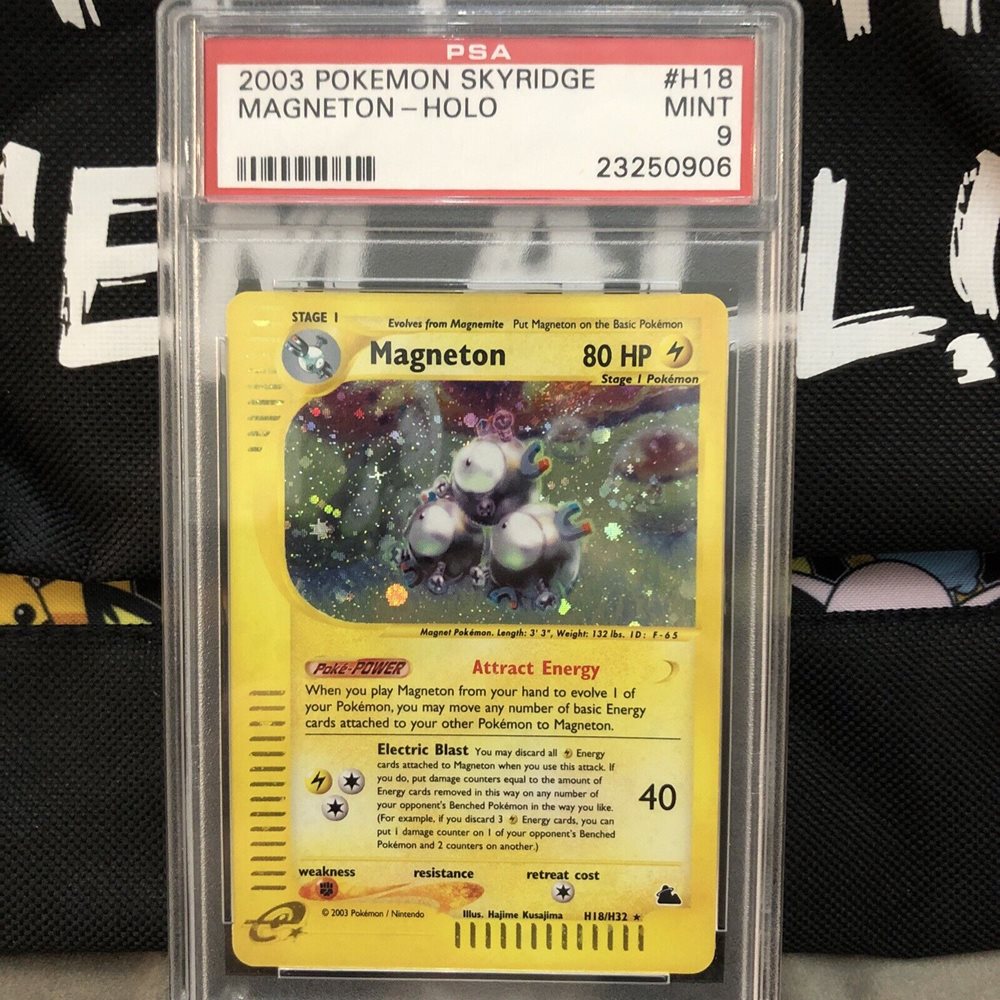 PSA
2003 POKEMON SKYRIDGE #H18
MAGNETON – HOLO MINT
9
23250906
'EM ALL
STAGE 1
Evolves from Magnemite Put Magneton on the Basic Pokémon
Magneton 80 HP
Stage 1 Pokémon
Magnet Pokémon. Length: 3' 3", Weight: 132 lbs. ID: F-65
Poké-POWER Attract Energy
When you play Magneton from your hand to evolve 1 of
your Pokémon, you may move any number of basic Energy
cards attached to your other Pokémon to Magneton.
Electric Blast You may discard all Energy
cards attached to Magneton when you use this attack. If
you do, put damage counters equal to the amount of
Energy cards removed in this way on any number of
your opponent's Benched Pokémon in the way you like.
(For example, if you discard 3 Energy cards, you can
put 1 damage counter on 1 of your opponent's Benched
Pokémon and 2 counters on another.)
40
weakness resistance retreat cost
© 2003 Pokémon / Nintendo Illus. Hajime Kusajima H18/H32 ★
e